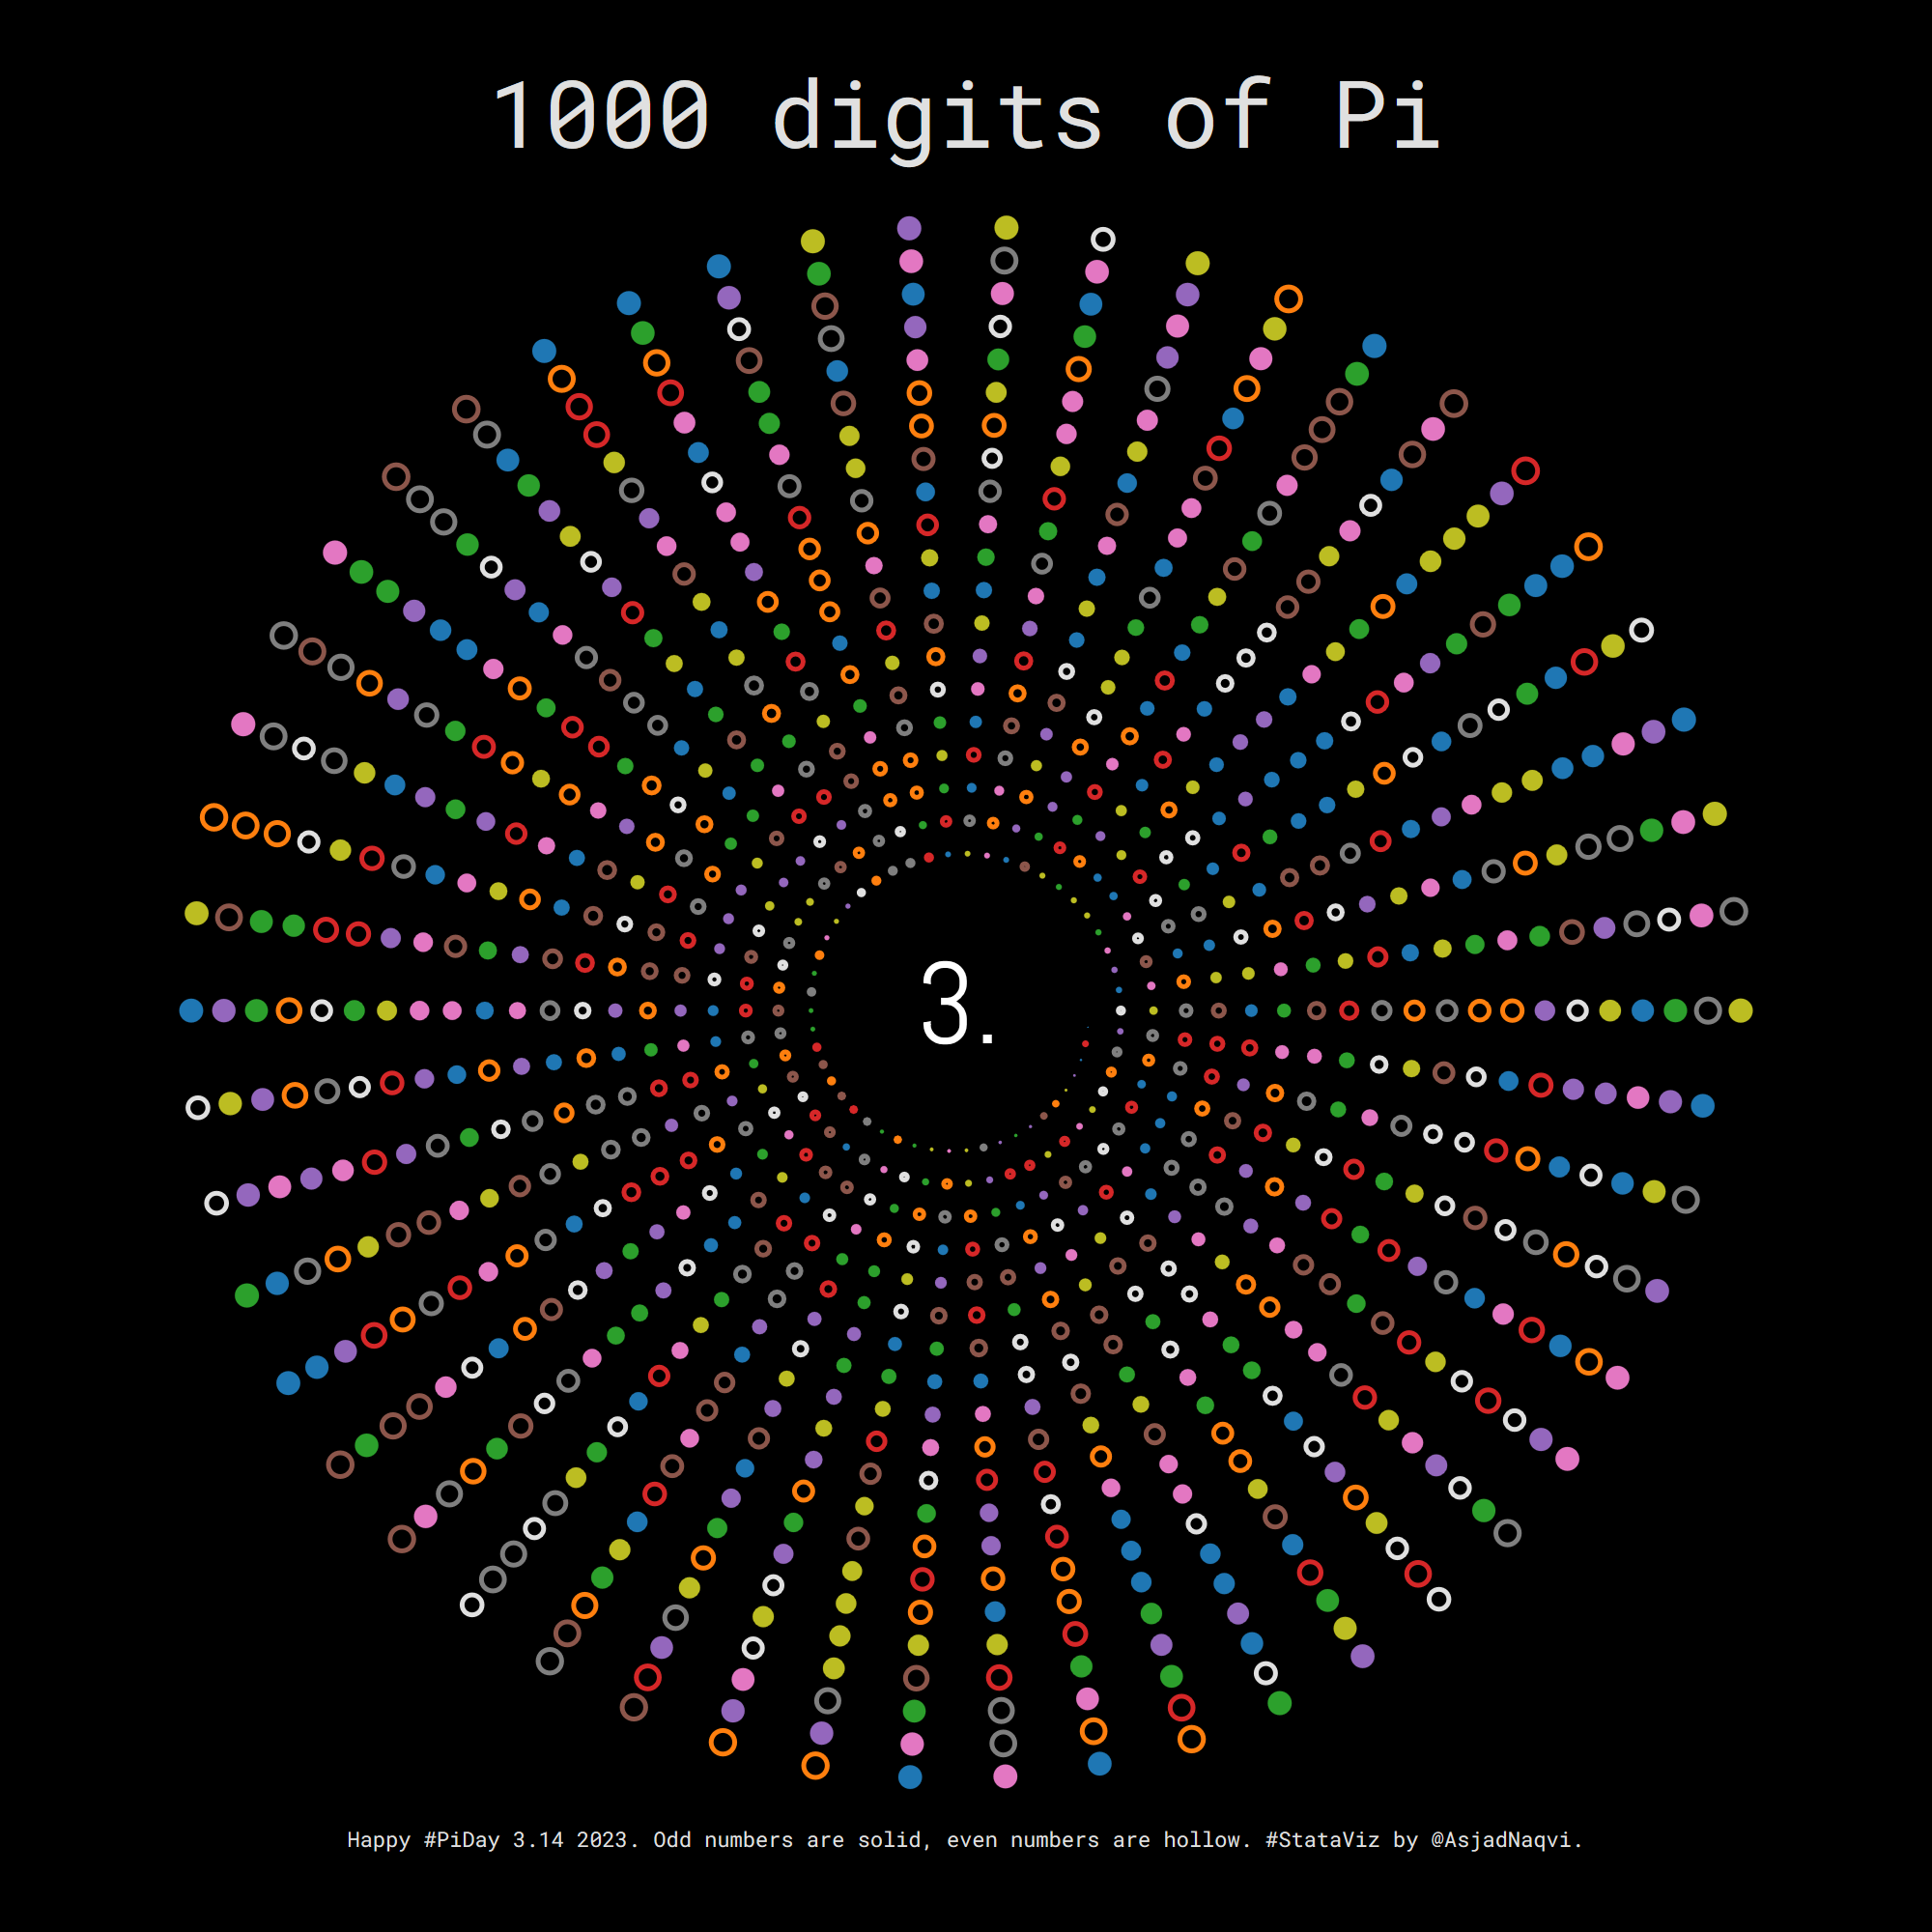 1000 digits of Pi
3.
Happy #PiDay 3.14 2023. Odd numbers are solid, even numbers are hollow. #StataViz by @AsjadNaqvi.